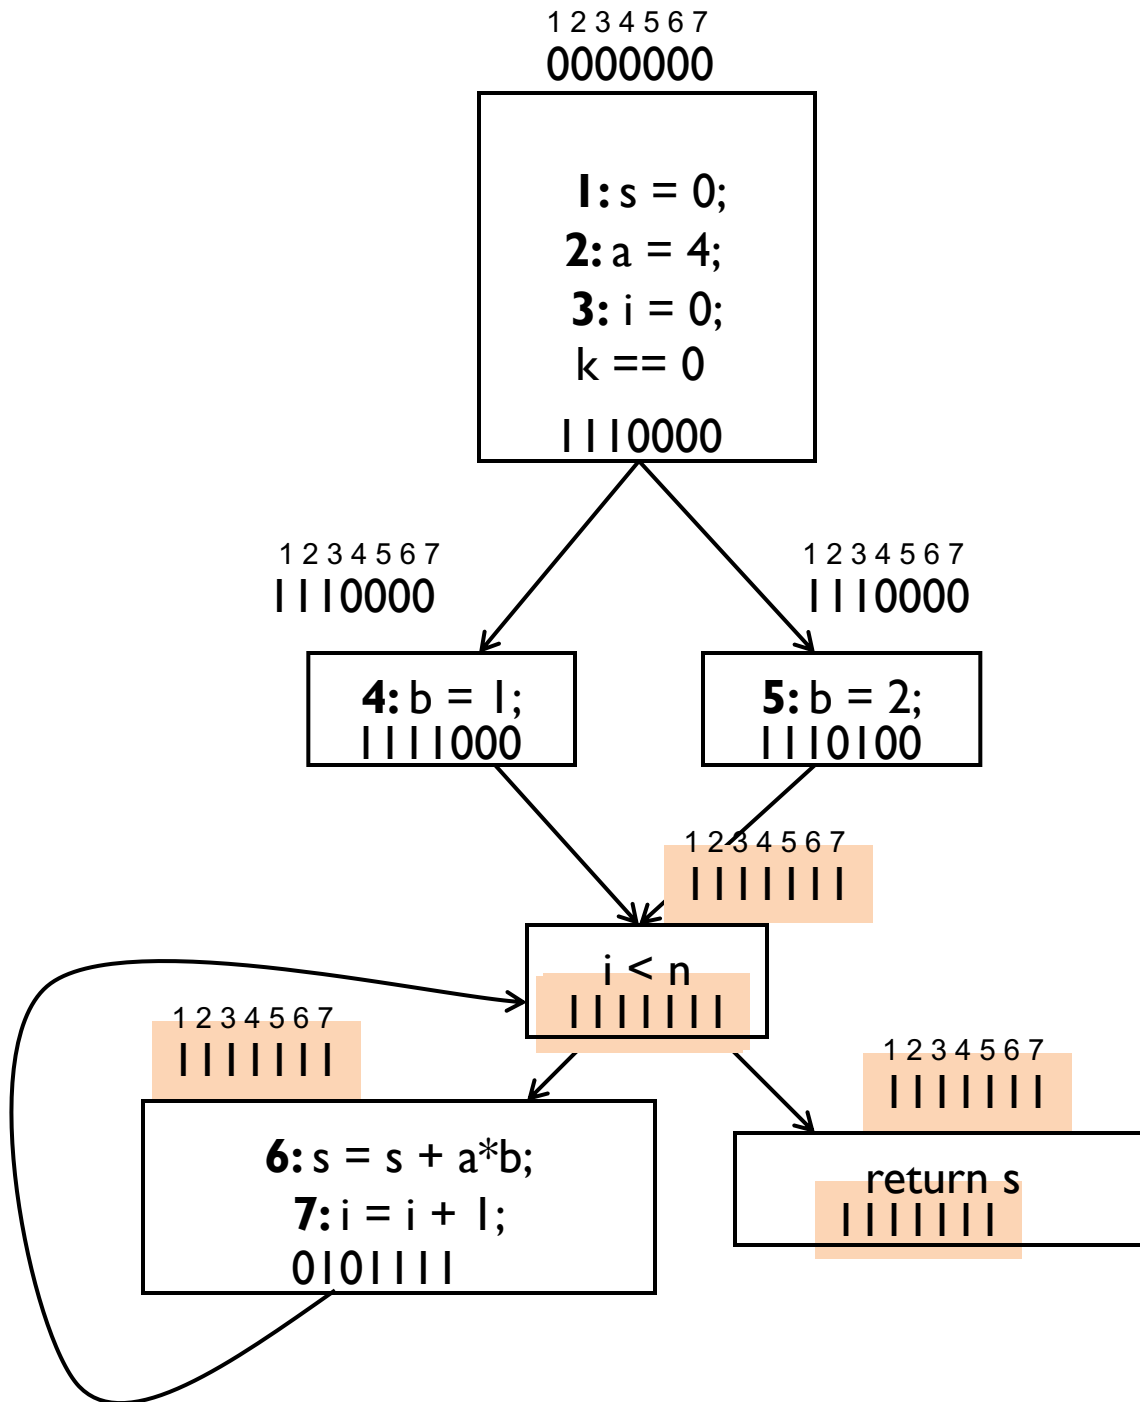 1 2 3 4 5 6 7
0000000
1: s = 0;
2: a = 4;
3: i = 0;
k == 0
1110000
1 2 3 4 5 6 7
1110000
1 2 3 4 5 6 7
1110000
4: b = 1;
1111000
5: b = 2;
1110100
1 2 3 4 5 6 7
1111111
i < n
1111111
1 2 3 4 5 6 7
1111111
6: s = s + a*b;
7: i = i + 1;
0101111
1 2 3 4 5 6 7
1111111
return s
1111111